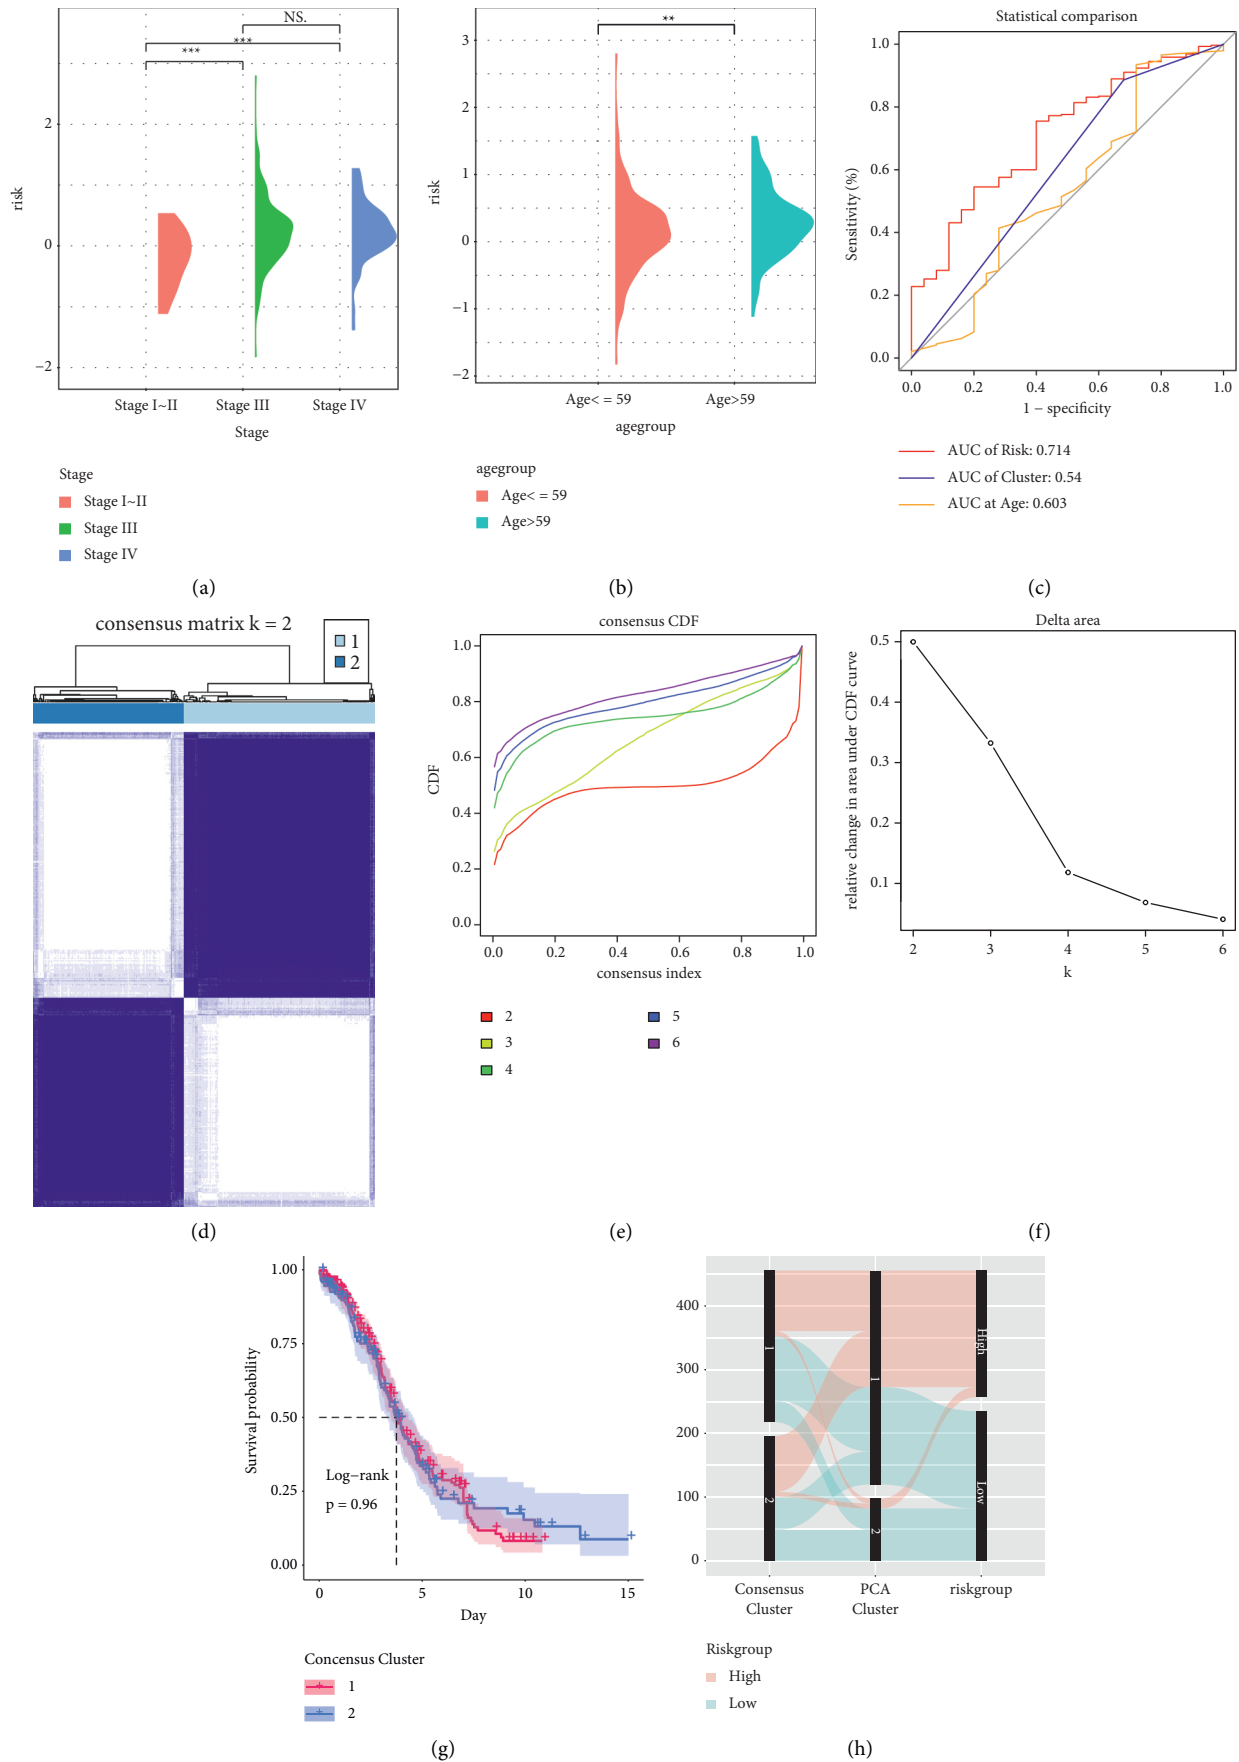 NS.
***
***
2
0
−2
risk
Stage I~II
Stage III
Stage IV
Stage
Stage
Stage I~II
Stage III
Stage IV
(a)
**
3
2
1
0
−1
−2
risk
Age< = 59
Age>59
agegroup
agegroup
Age< = 59
Age>59
(b)
Statistical comparison
1.0
0.8
0.6
0.4
0.2
0.0
Sensitivity (%)
0.0
0.2
0.4
0.6
0.8
1.0
1 − specificity
AUC of Risk: 0.714
AUC of Cluster: 0.54
AUC at Age: 0.603
(c)
consensus matrix k = 2
1
2
(d)
consensus CDF
1.0
0.8
0.6
0.4
0.2
0.0
CDF
0.0
0.2
0.4
0.6
0.8
1.0
consensus index
2
3
4
5
6
(e)
Delta area
0.5
0.4
0.3
0.2
0.1
relative change in area under CDF curve
2
3
4
5
6
k
(f)
1.00
0.75
0.50
0.25
0.00
Survival probability
Log−rank
p = 0.96
0
5
10
15
Day
Concensus Cluster
1
2
(g)
400
300
200
100
0
1
2
1
2
High
Low
Consensus
Cluster
PCA
Cluster
riskgroup
Riskgroup
High
Low
(h)